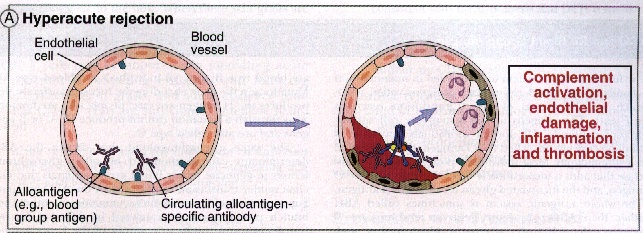 A Hyperacute rejection
Endothelial
cell
Blood
vessel
Complement
activation,
endothelial
damage,
inflammation
and thrombosis
Alloantigen
(e.g., blood
group antigen)
Circulating alloantigen-
specific antibody